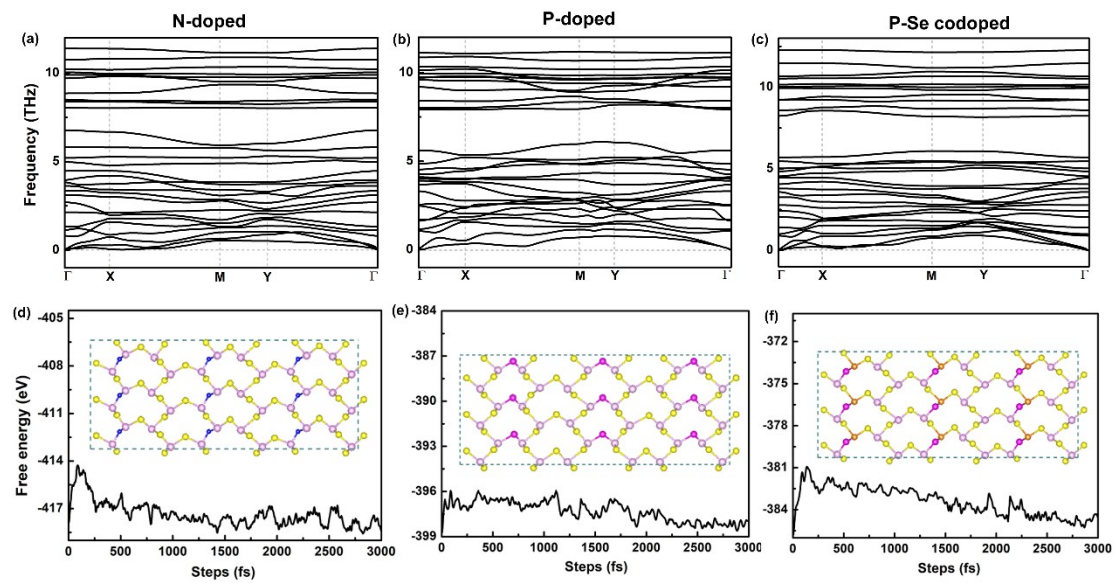 N-doped
P-doped
P-Se codoped
(a)
(b)
(c)
Frequency (THz)
10
5
0
10
5
0
10
5
0
Γ X M Y Γ
Γ X M Y Γ
Γ X M Y Γ
(d)
(e)
(f)
Free energy (eV)
-405
-408
-411
-414
-417
-384
-387
-390
-393
-396
-399
-372
-375
-378
-381
-384
0 500 1000 1500 2000 2500 3000
0 500 1000 1500 2000 2500 3000
0 500 1000 1500 2000 2500 3000
Steps (fs)
Steps (fs)
Steps (fs)